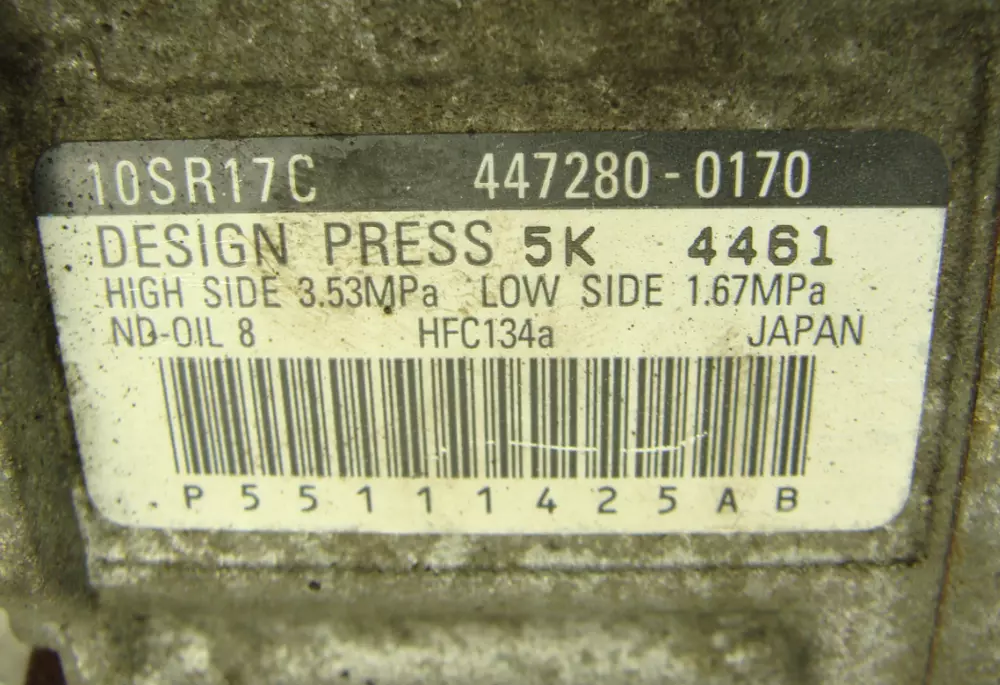 10SR17C 447280-0170
DESIGN PRESS 5K 4461
HIGH SIDE 3.53MPa LOW SIDE 1.67MPa
ND-OIL 8 HFC134a JAPAN
P55111425AB